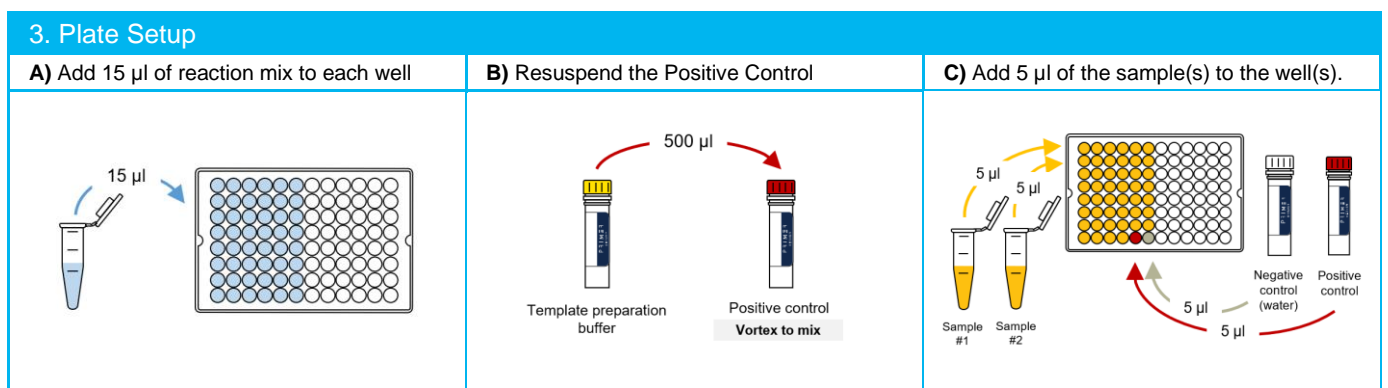 3. Plate Setup
A) Add 15 µl of reaction mix to each well
B) Resuspend the Positive Control
C) Add 5 µl of the sample(s) to the well(s).
15 µl
500 µl
Template preparation
buffer
Positive control
Vortex to mix
5 µl
5 µl
Sample
#1
Sample
#2
5 µl
5 µl
Negative
control
(water)
Positive
control